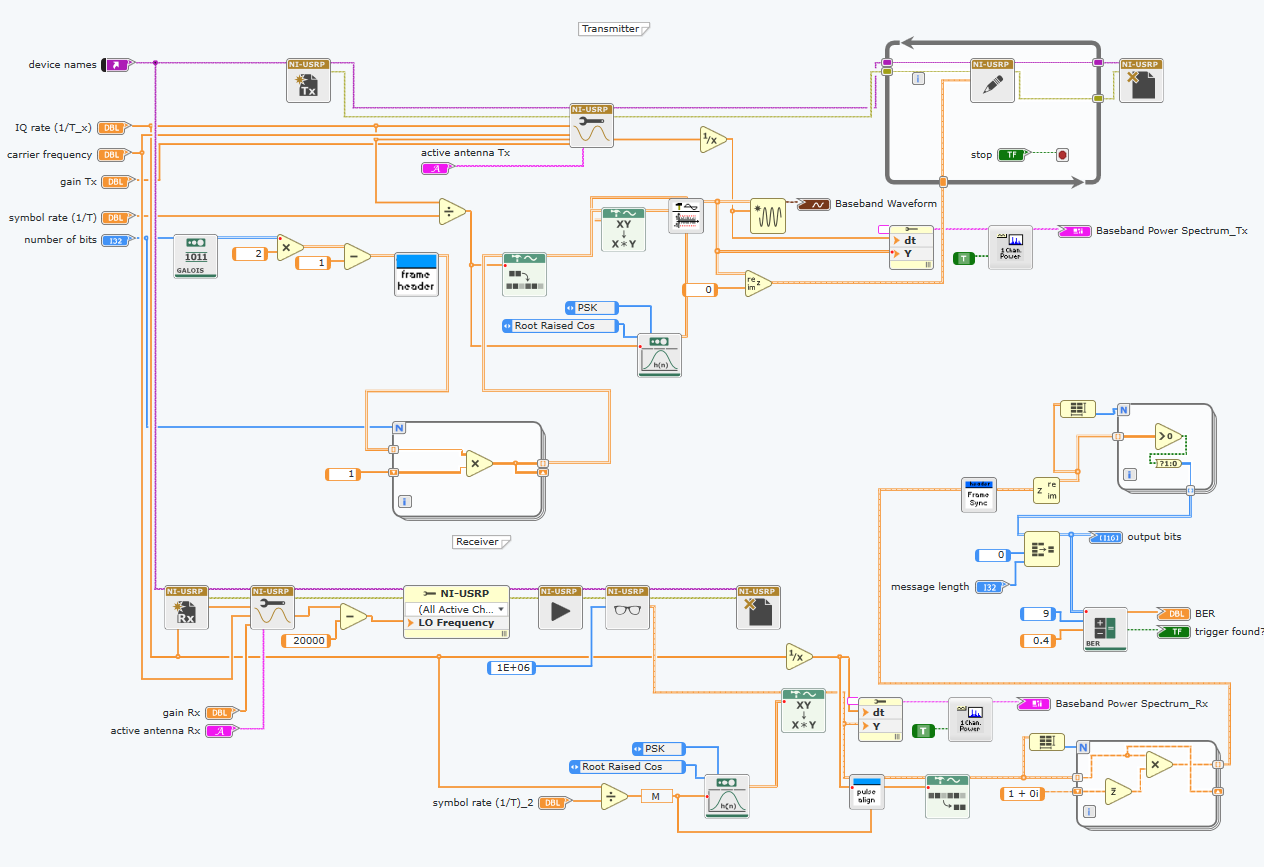 Transmitter
device names
NI-USRP
Tx
NI-USRP
NI-USRP
i
NI-USRP
IQ rate (1/T_x)
DBL
carrier frequency
DBL
gain Tx
DBL
active antenna Tx
A
1/x
stop
TF
symbol rate (1/T)
DBL
number of bits
I32
1011
GALOIS
2
×
1
−
frame
header
÷
XY
X*Y
Baseband Waveform
dt
Y
T
1 Chan.
Power
Baseband Power Spectrum_Tx
0
re
im
z
PSK
Root Raised Cos
h(n)
N
1
×
i
N
>0
?1:0
i
header
Frame
Sync
z
re
im
output bits
[I16]
0
message length
I32
9
0.4
BER
DBL
BER
TF
trigger found?
Receiver
NI-USRP
Rx
NI-USRP
−
20000
NI-USRP
(All Active Ch...
LO Frequency
NI-USRP
NI-USRP
NI-USRP
1E+06
1/x
gain Rx
DBL
active antenna Rx
A
XY
X*Y
dt
Y
T
1 Chan.
Power
Baseband Power Spectrum_Rx
PSK
Root Raised Cos
symbol rate (1/T)_2
DBL
÷
M
h(n)
pulse
align
N
1 + 0i
×
z
i